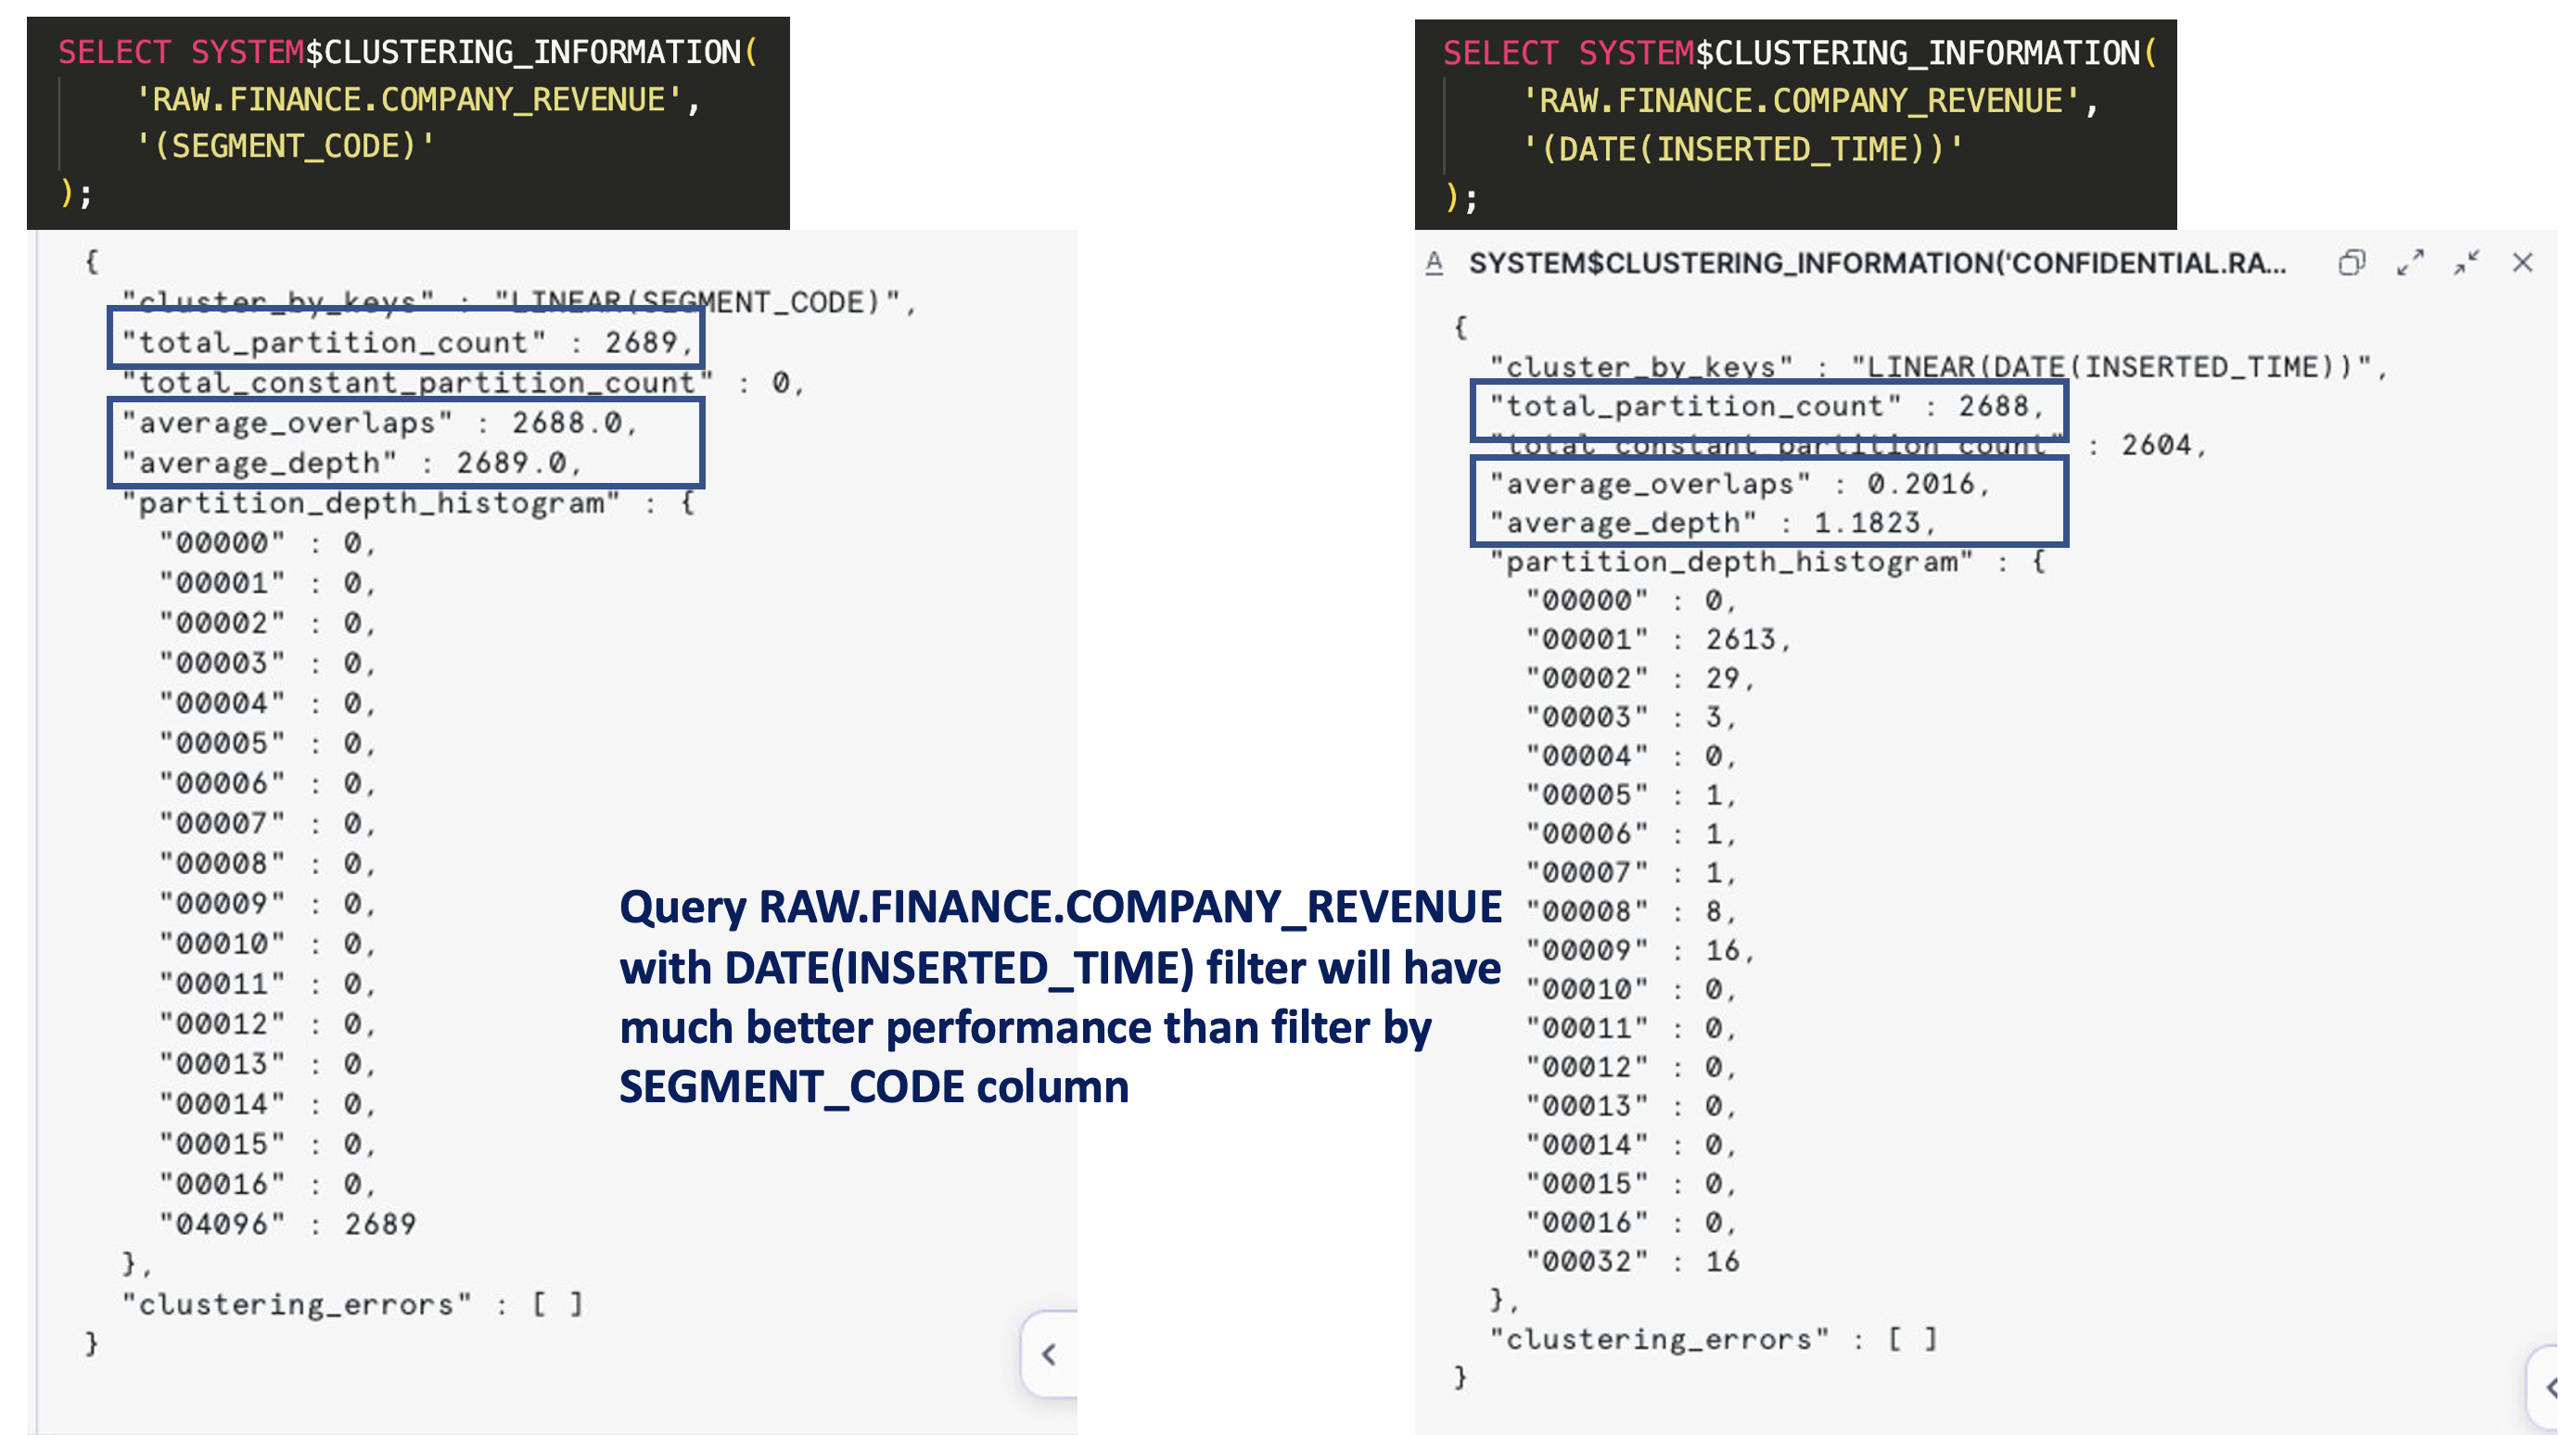 SELECT SYSTEM$CLUSTERING_INFORMATION(
'RAW.FINANCE.COMPANY_REVENUE',
'(SEGMENT_CODE)'
);
{
"cluster_by_keys" : "LINEAR(SEGMENT_CODE)",
"total_partition_count" : 2689,
"total_constant_partition_count" : 0,
"average_overlaps" : 2688.0,
"average_depth" : 2689.0,
"partition_depth_histogram" : {
"00000" : 0,
"00001" : 0,
"00002" : 0,
"00003" : 0,
"00004" : 0,
"00005" : 0,
"00006" : 0,
"00007" : 0,
"00008" : 0,
"00009" : 0,
"00010" : 0,
"00011" : 0,
"00012" : 0,
"00013" : 0,
"00014" : 0,
"00015" : 0,
"00016" : 0,
"04096" : 2689
},
"clustering_errors" : [ ]
}
Query RAW.FINANCE.COMPANY_REVENUE
with DATE(INSERTED_TIME) filter will have
much better performance than filter by
SEGMENT_CODE column
SELECT SYSTEM$CLUSTERING_INFORMATION(
'RAW.FINANCE.COMPANY_REVENUE',
'(DATE(INSERTED_TIME))'
);
A SYSTEM$CLUSTERING_INFORMATION('CONFIDENTIAL.RA...
{
"cluster_by_keys" : "LINEAR(DATE(INSERTED_TIME))",
"total_partition_count" : 2688,
"total_constant_partition_count" : 2604,
"average_overlaps" : 0.2016,
"average_depth" : 1.1823,
"partition_depth_histogram" : {
"00000" : 0,
"00001" : 2613,
"00002" : 29,
"00003" : 3,
"00004" : 0,
"00005" : 1,
"00006" : 1,
"00007" : 1,
"00008" : 8,
"00009" : 16,
"00010" : 0,
"00011" : 0,
"00012" : 0,
"00013" : 0,
"00014" : 0,
"00015" : 0,
"00016" : 0,
"00032" : 16
},
"clustering_errors" : [ ]
}